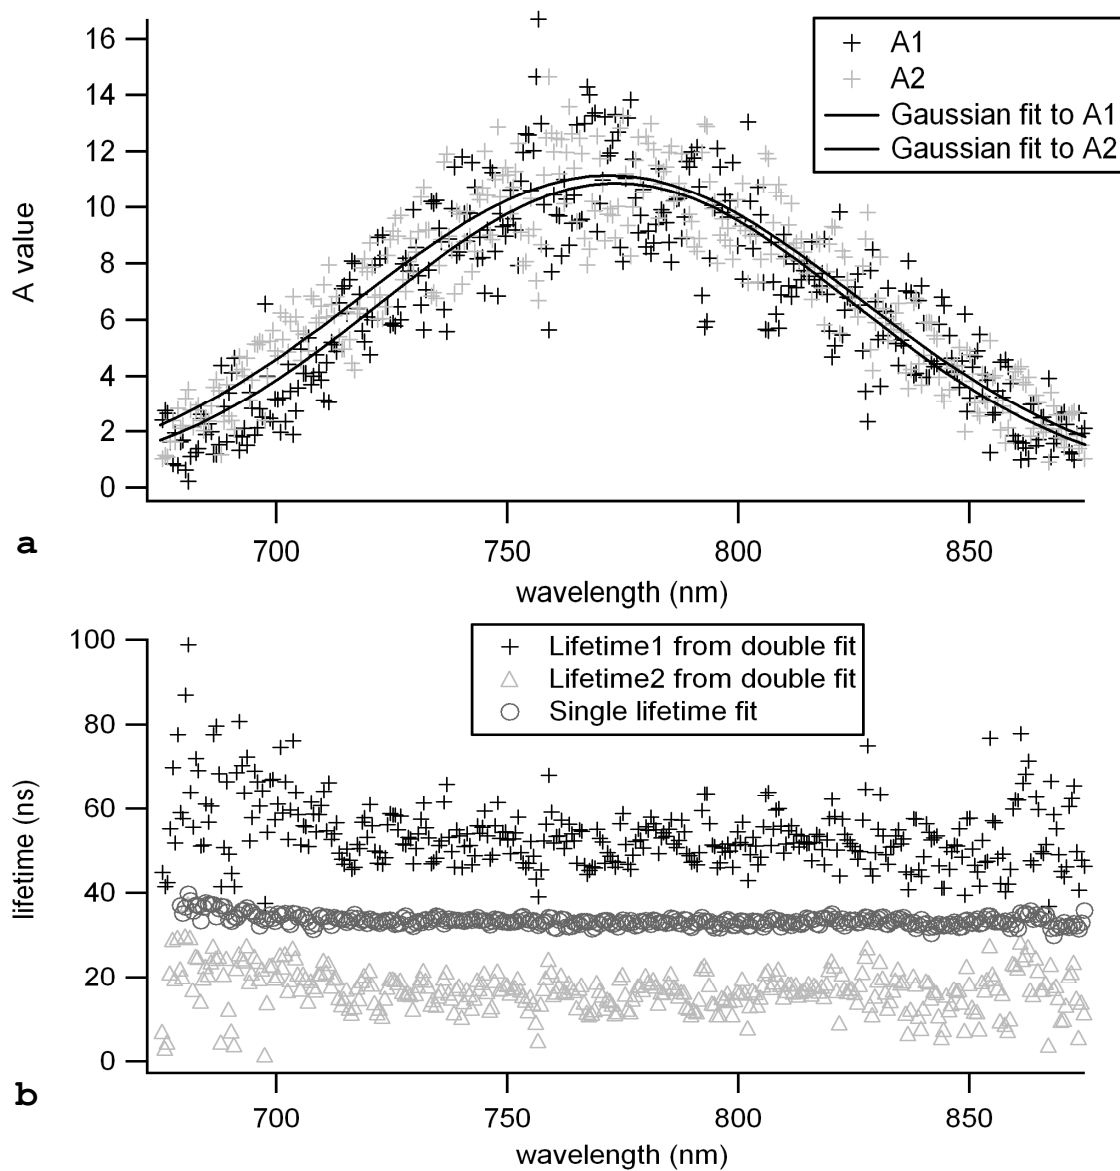 16
14
12
10
8
6
4
2
0
A value
A1
A2
Gaussian fit to A1
Gaussian fit to A2
700 750 800 850
wavelength (nm)
a
100
80
60
40
20
0
lifetime (ns)
Lifetime1 from double fit
Lifetime2 from double fit
Single lifetime fit
700 750 800 850
wavelength (nm)
b